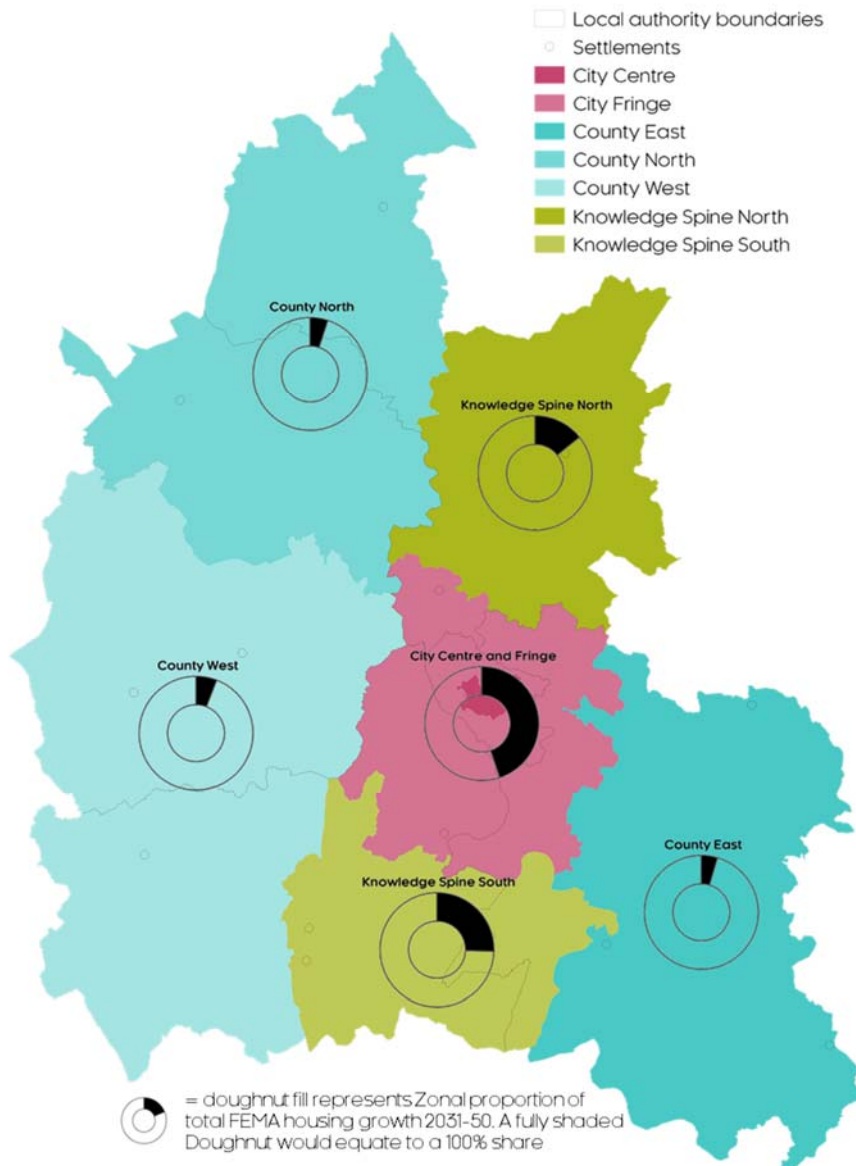 Local authority boundaries
Settlements
City Centre
City Fringe
County East
County North
County West
Knowledge Spine North
Knowledge Spine South
County North
Knowledge Spine North
County West
City Centre and Fringe
County East
Knowledge Spine South
= doughnut fill represents Zonal proportion of
total FEMA housing growth 2031-50. A fully shaded
Doughnut would equate to a 100% share